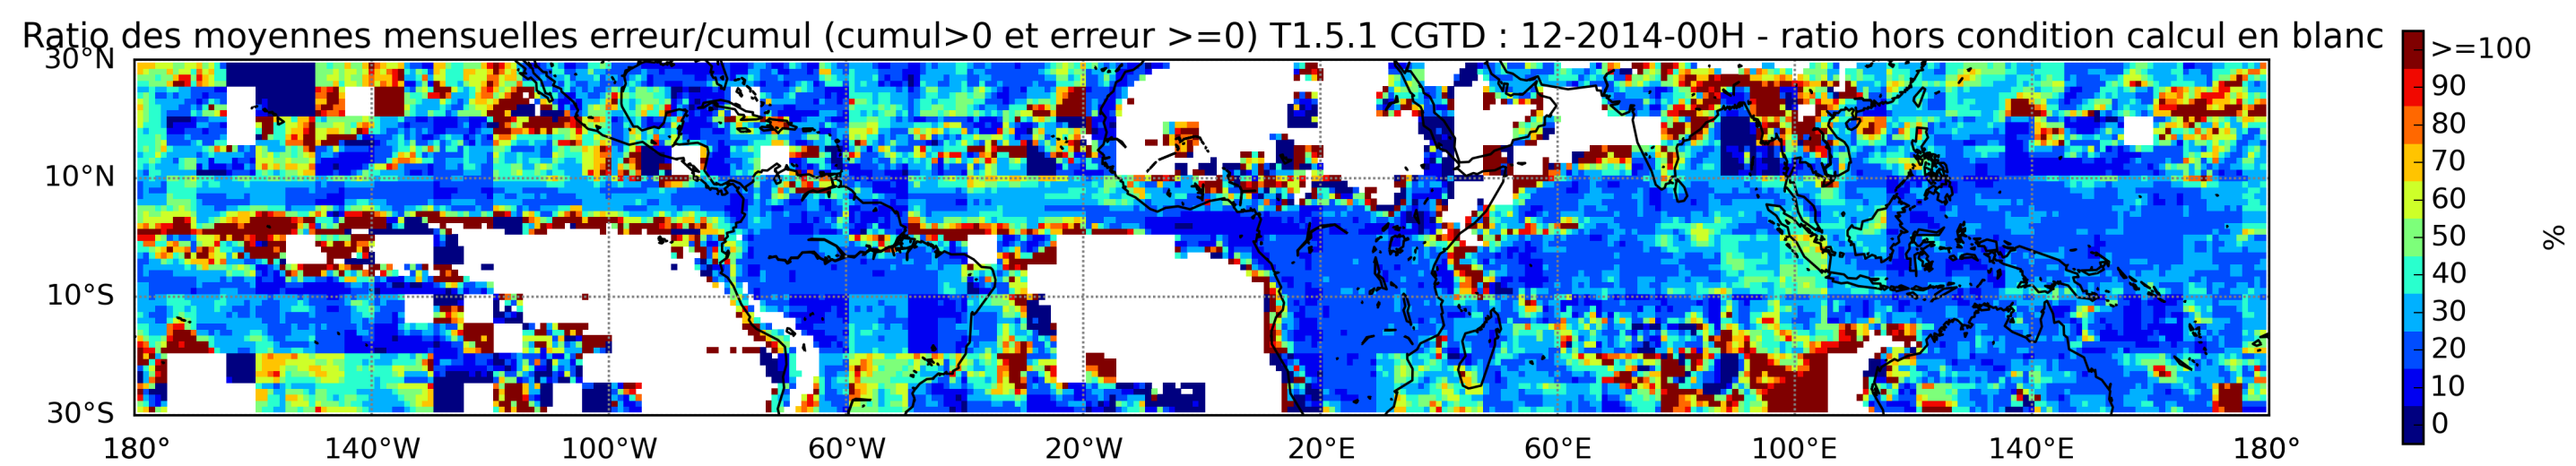 Ratio des moyennes mensuelles erreur/cumul (cumul>0 et erreur >=0) T1.5.1 CGTD : 12-2014-00H - ratio hors condition calcul en blanc
30°N
10°N
10°S
30°S
180° 140°W 100°W 60°W 20°W 20°E 60°E 100°E 140°E 180°
>=100
90
80
70
60
50
40
30
20
10
0
%